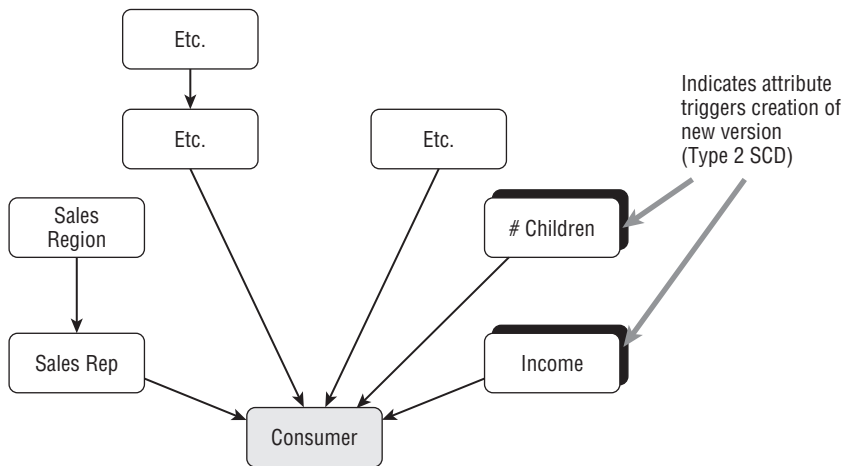 Etc.
Etc.
Etc.
Indicates attribute
triggers creation of
new version
(Type 2 SCD)
Sales
Region
# Children
Sales Rep
Income
Consumer